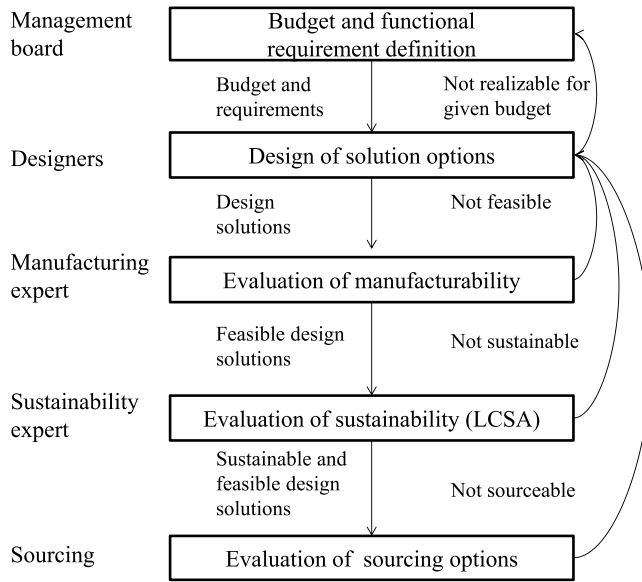 Management
board
Budget and functional
requirement definition
Budget and
requirements
Not realizable for
given budget
Designers
Design of solution options
Design
solutions
Not feasible
Manufacturing
expert
Evaluation of manufacturability
Feasible design
solutions
Not sustainable
Sustainability
expert
Evaluation of sustainability (LCSA)
Sustainable and
feasible design
solutions
Not sourceable
Sourcing
Evaluation of sourcing options